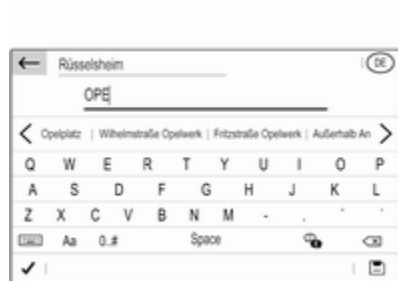 Rüsselsheim
DE
OPE
Opelplatz | Wilhelmstraße Opelwerk | Fritzstraße Opelwerk | Außerhalb An
Q W E R T Y U I O P
A S D F G H J K L
Z X C V B N M - , ' ´
Aa 0..# Space